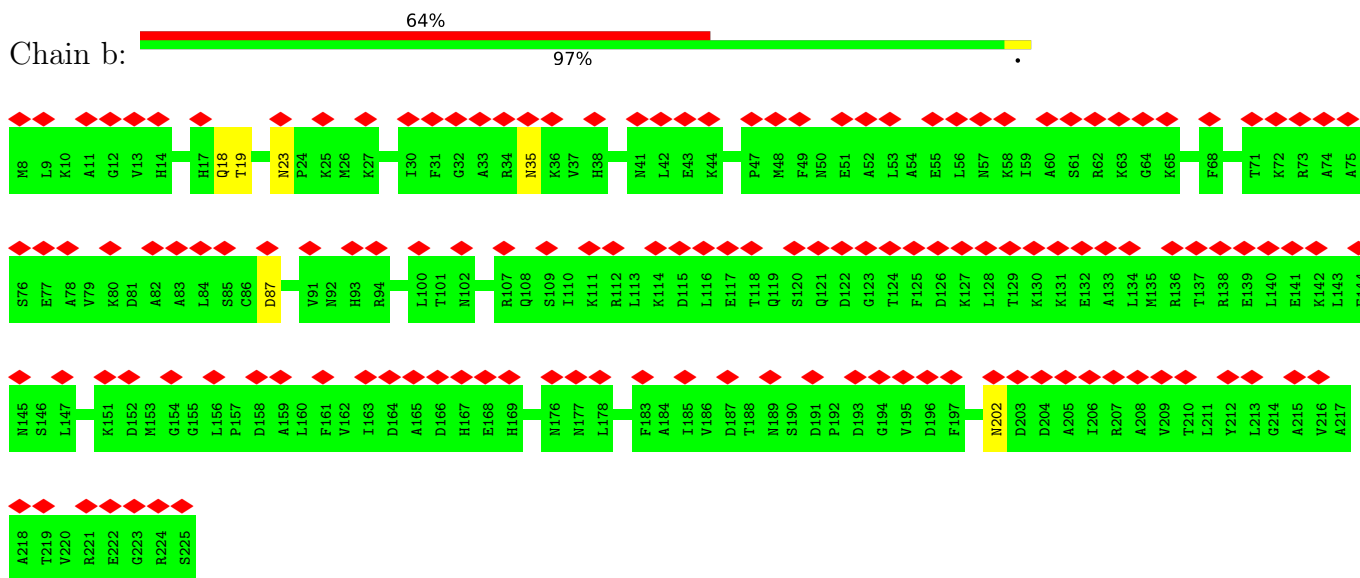 64%
Chain b:
97%
.
M8 L9 K10 A11 G12 V13 H14 H17 Q18 T19 N23 P24 K25 M26 K27 I30 F31 G32 A33 R34 N35 K36 V37 H38 N41 L42 E43 K44 P47 M48 F49 N50 E51 A52 L53 A54 E55 L56 N57 K58 I59 A60 S61 R62 K63 G64 K65 F68 T71 K72 R73 A74 A75
S76 E77 A78 V79 K80 D81 A82 A83 L84 S85 C86 D87 V91 N92 H93 R94 L100 T101 N102 R107 Q108 S109 I110 K111 R112 L113 K114 D115 L116 E117 T118 Q119 S120 Q121 D122 G123 T124 F125 D126 K127 L128 T129 K130 K131 E132 A133 L134 M135 R136 T137 R138 E139 L140 E141 K142 L143
N145 S146 L147 K151 D152 M153 G154 G155 L156 P157 D158 A159 L160 F161 V162 I163 D164 A165 D166 H167 E168 H169 N176 N177 L178 F183 A184 I185 V186 D187 T188 N189 S190 D191 P192 D193 G194 V195 D196 F197 N202 D203 D204 A205 I206 R207 A208 V209 T210 L211 Y212 L213 G214 A215 V216 A217
A218 T219 V220 R221 E222 G223 R224 S225